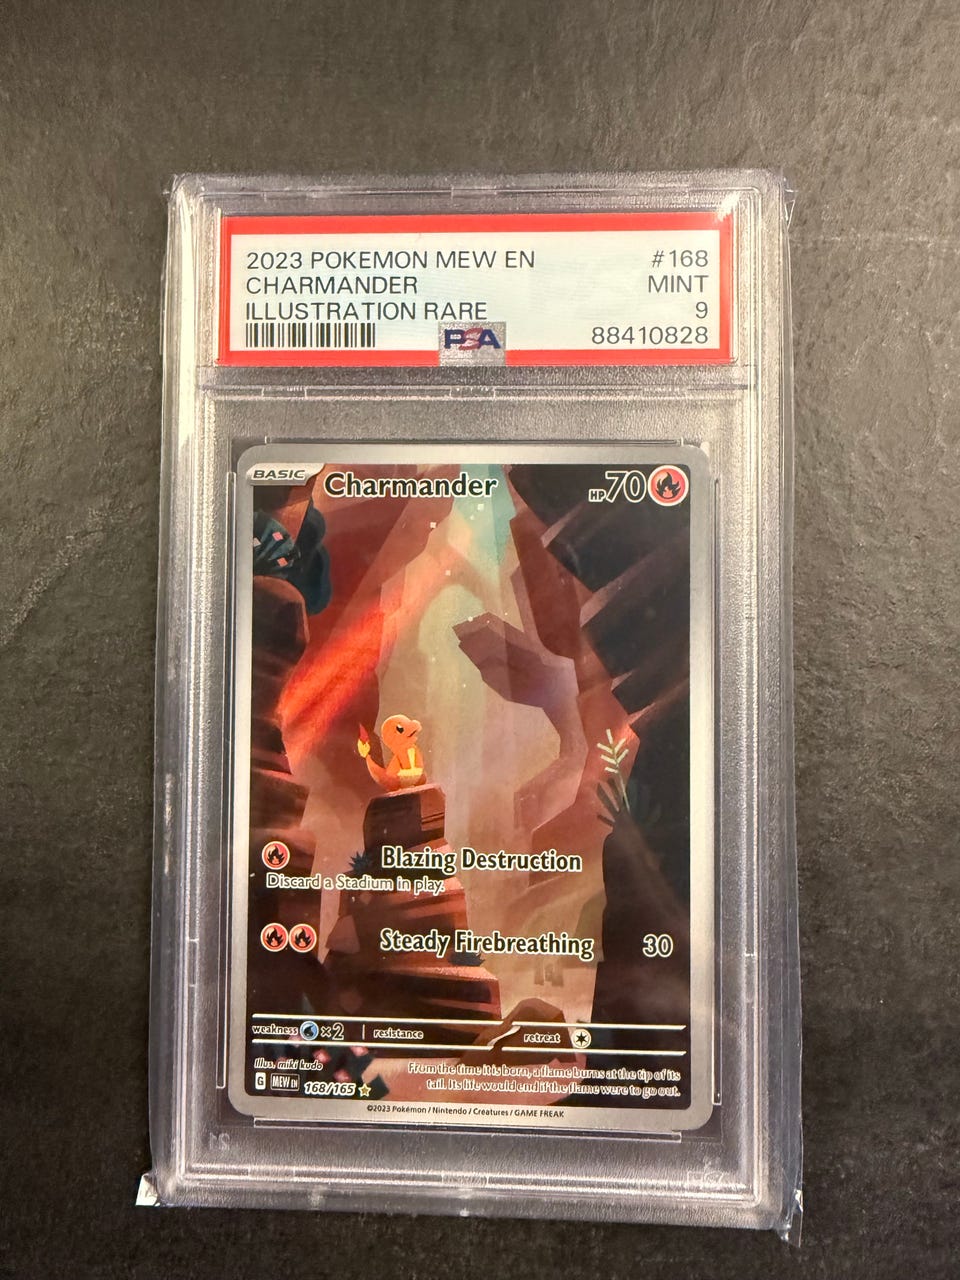 2023 POKEMON MEW EN #168
CHARMANDER MINT
ILLUSTRATION RARE 9
PSA 88410828
BASIC Charmander HP70
Blazing Destruction
Discard a Stadium in play.
Steady Firebreathing 30
weakness ×2 resistance retreat
Illus. miki kudo
From the time it is born, a flame burns at the tip of its
tail. Its life would end if the flame were to go out.
G MEW EN 168/165
©2023 Pokémon / Nintendo / Creatures / GAME FREAK